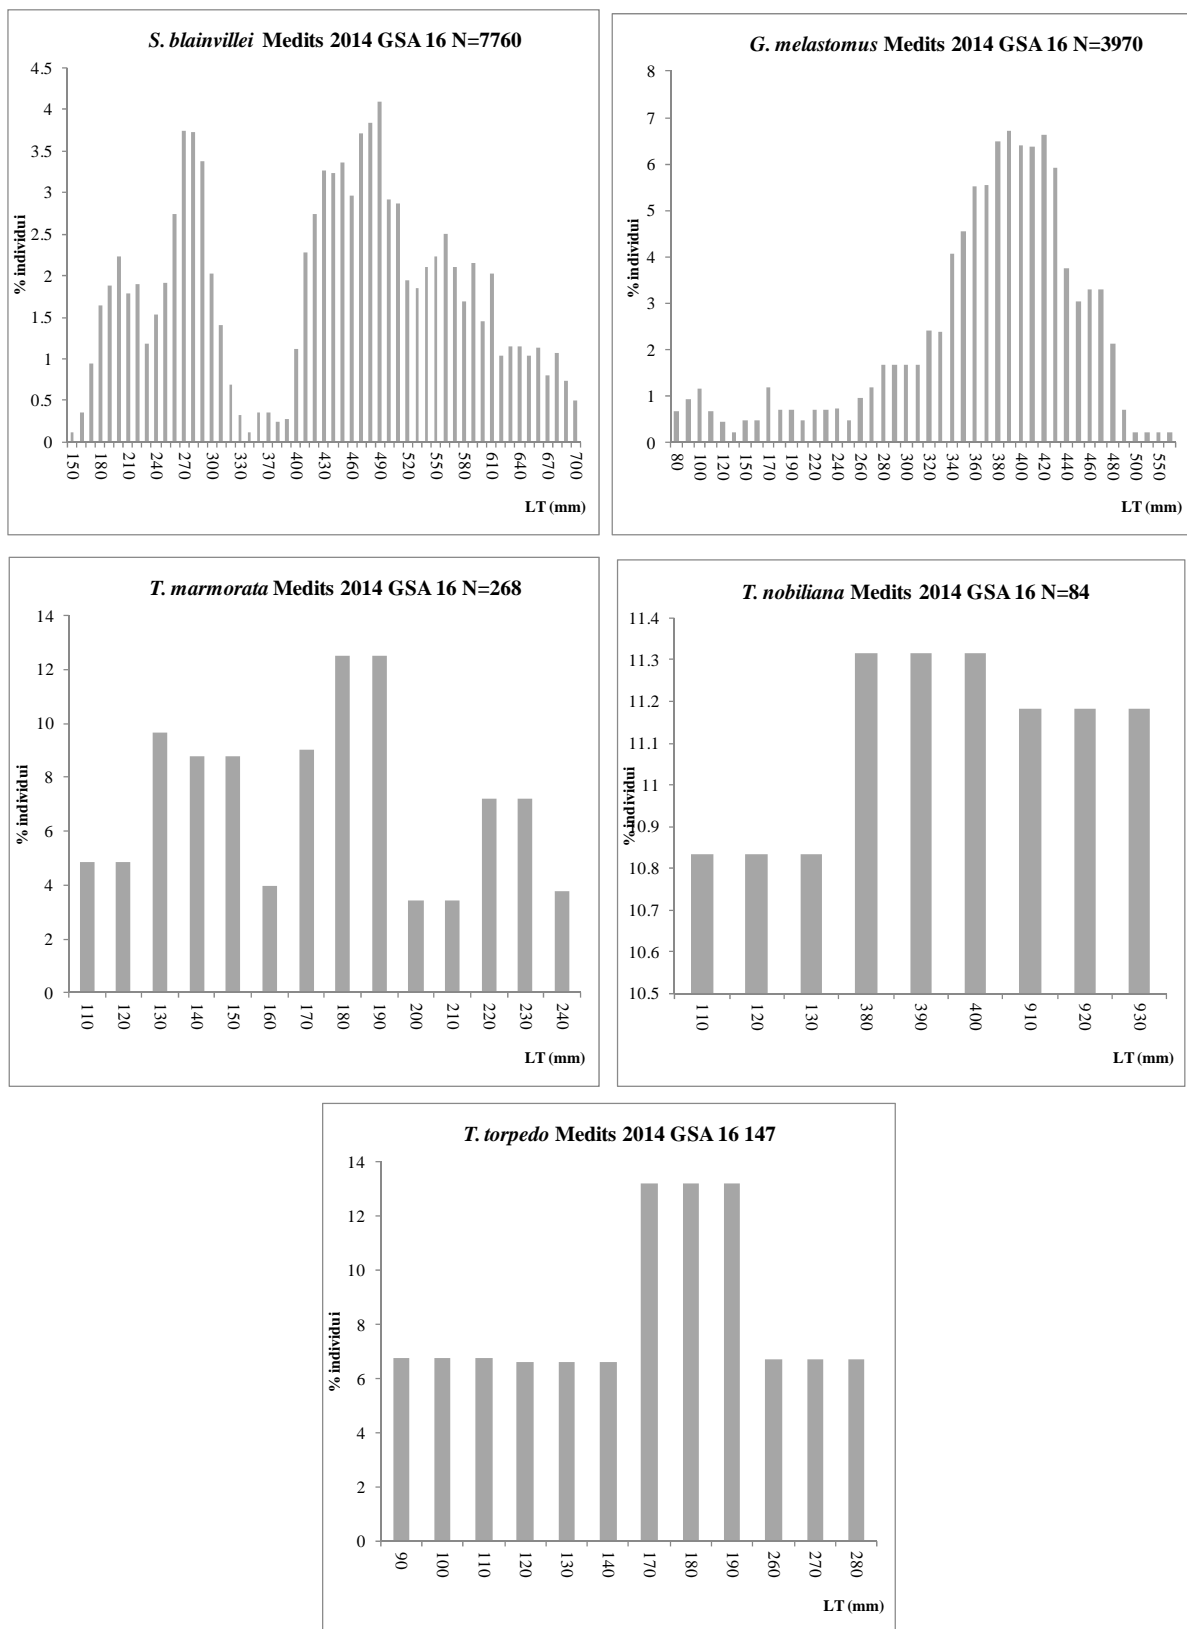 S. blainvillei Medits 2014 GSA 16 N=7760
4.5
4
3.5
3
2.5
2
1.5
1
0.5
0
% individui
150 180 210 240 270 300 330 370 400 430 460 490 520 550 580 610 640 670 700
LT (mm)
G. melastomus Medits 2014 GSA 16 N=3970
8
7
6
5
4
3
2
1
0
% individui
80 100 120 150 170 190 220 240 260 280 300 320 340 360 380 400 420 440 460 480 500 550
LT (mm)
T. marmorata Medits 2014 GSA 16 N=268
14
12
10
8
6
4
2
0
% individui
110 120 130 140 150 160 170 180 190 200 210 220 230 240
LT (mm)
T. nobiliana Medits 2014 GSA 16 N=84
11.4
11.3
11.2
11.1
11
10.9
10.8
10.7
10.6
10.5
% individui
110 120 130 380 390 400 910 920 930
LT (mm)
T. torpedo Medits 2014 GSA 16 147
14
12
10
8
6
4
2
0
% individui
90 100 110 120 130 140 170 180 190 260 270 280
LT (mm)